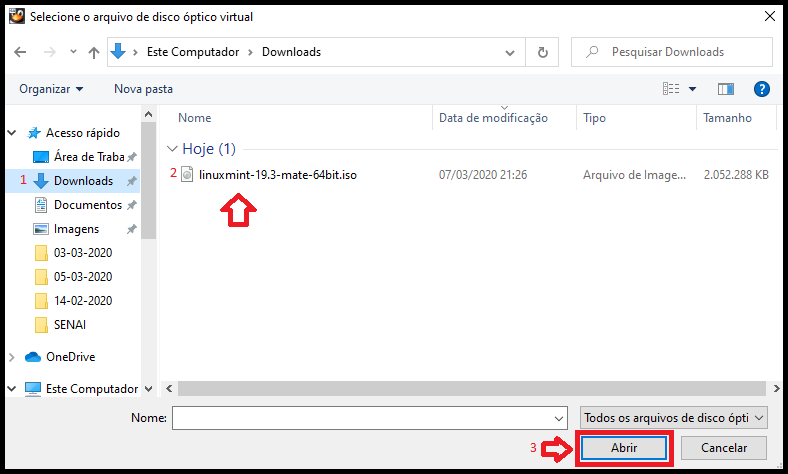 Selecione o arquivo de disco óptico virtual
Este Computador Downloads
Pesquisar Downloads
Organizar Nova pasta
Nome Data de modificação Tipo Tamanho
Acesso rápido
Área de Traba
1 Downloads
Documentos
Imagens
03-03-2020
05-03-2020
14-02-2020
SENAI
OneDrive
Este Computador
Hoje (1)
2 linuxmint-19.3-mate-64bit.iso 07/03/2020 21:26 Arquivo de Image... 2.052.288 KB
Nome: Todos os arquivos de disco ópti
3 Abrir Cancelar